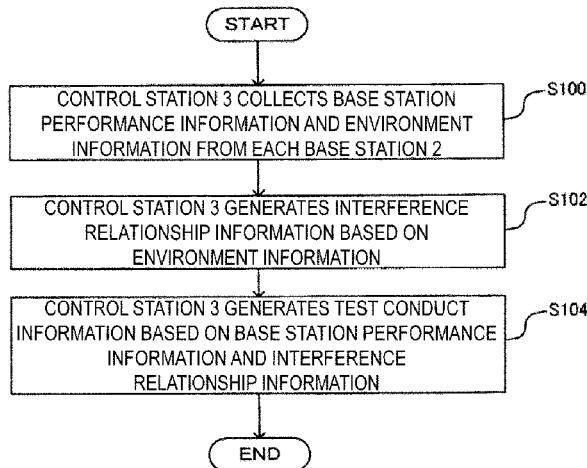 START
CONTROL STATION 3 COLLECTS BASE STATION
PERFORMANCE INFORMATION AND ENVIRONMENT
INFORMATION FROM EACH BASE STATION 2
S100
CONTROL STATION 3 GENERATES INTERFERENCE
RELATIONSHIP INFORMATION BASED ON
ENVIRONMENT INFORMATION
S102
CONTROL STATION 3 GENERATES TEST CONDUCT
INFORMATION BASED ON BASE STATION PERFORMANCE
INFORMATION AND INTERFERENCE
RELATIONSHIP INFORMATION
S104
END